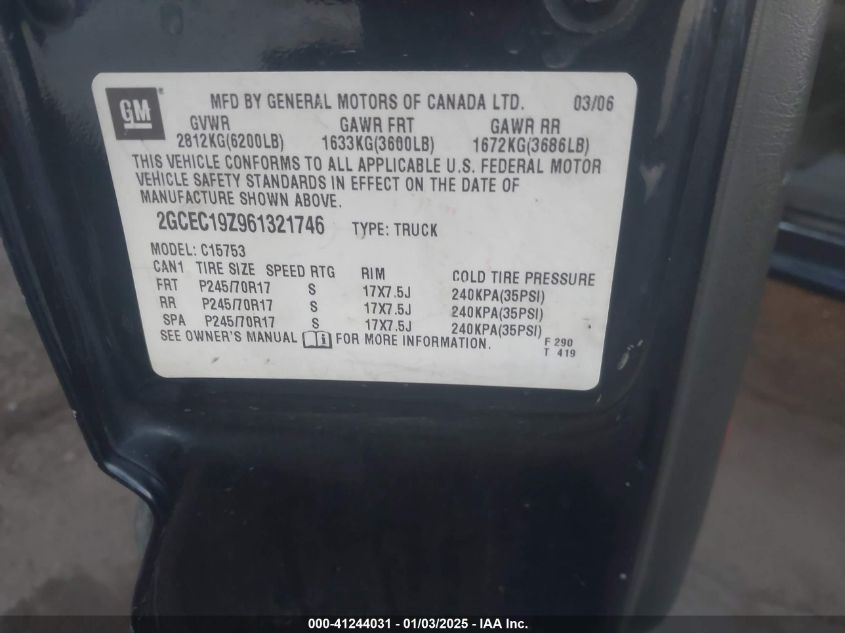 GM
MFD BY GENERAL MOTORS OF CANADA LTD. 03/06
GVWR GAWR FRT GAWR RR
2812KG(6200LB) 1633KG(3600LB) 1672KG(3686LB)
THIS VEHICLE CONFORMS TO ALL APPLICABLE U.S. FEDERAL MOTOR
VEHICLE SAFETY STANDARDS IN EFFECT ON THE DATE OF
MANUFACTURE SHOWN ABOVE.
2GCEC19Z961321746 TYPE: TRUCK
MODEL: C15753
CAN1 TIRE SIZE SPEED RTG RIM COLD TIRE PRESSURE
FRT P245/70R17 S 17X7.5J 240KPA(35PSI)
RR P245/70R17 S 17X7.5J 240KPA(35PSI)
SPA P245/70R17 S 17X7.5J 240KPA(35PSI)
SEE OWNER'S MANUAL FOR MORE INFORMATION.
F 290
T 419
000-41244031 - 01/03/2025 - IAA Inc.